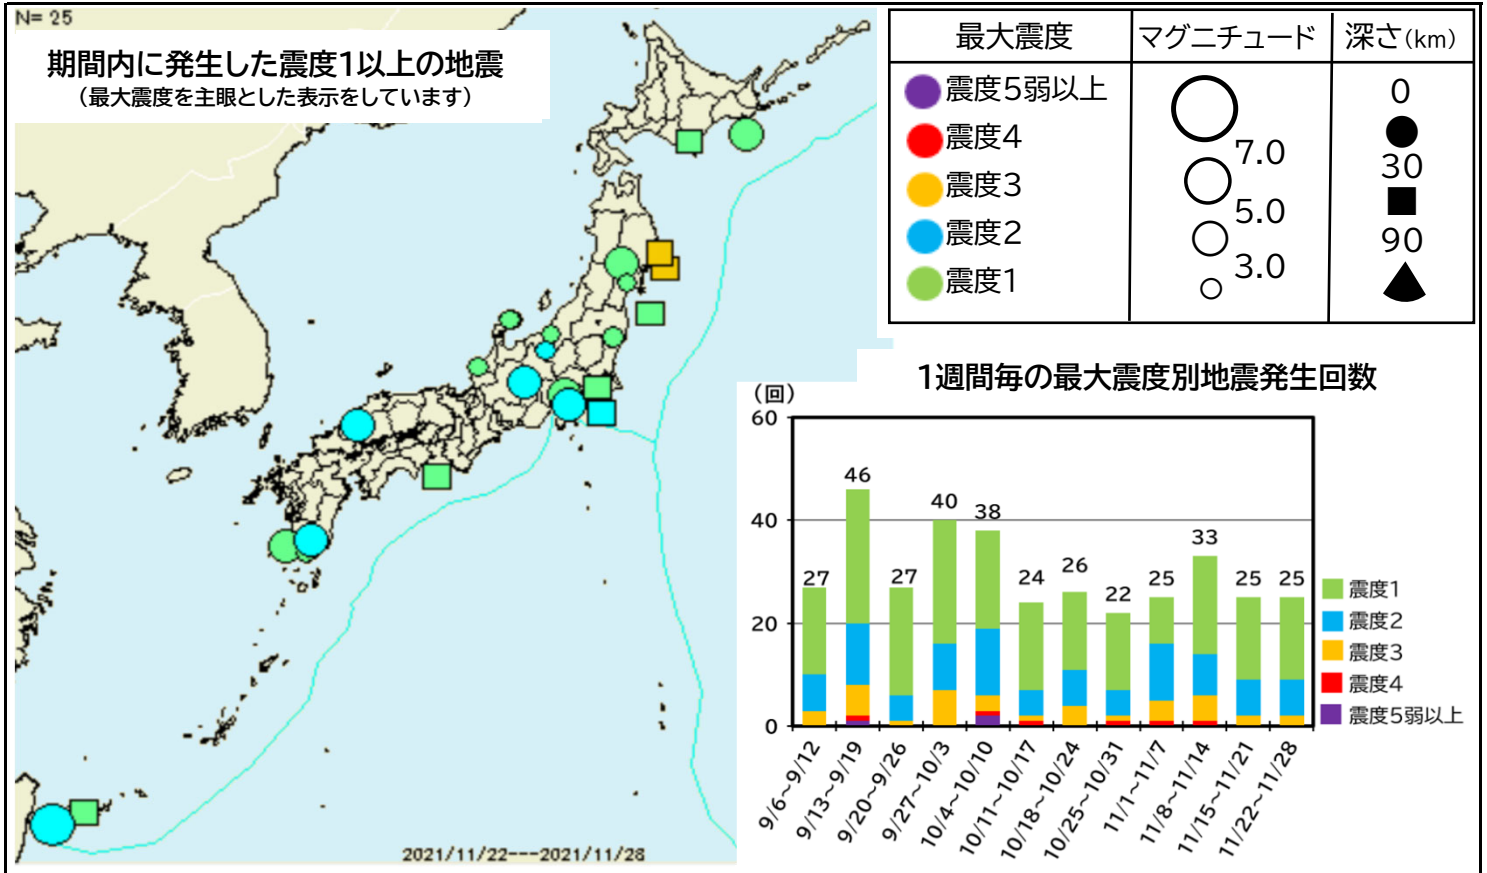 N= 25
期間内に発生した震度1以上の地震
(最大震度を主眼とした表示をしています)
2021/11/22---2021/11/28
最大震度 マグニチュード 深さ(km)
震度5弱以上
震度4
震度3
震度2
震度1
7.0
5.0
3.0
0
30
90
1週間毎の最大震度別地震発生回数
(回)
60
40
20
0
27
46
27
40
38
24
26
22
25
33
25
25
9/6~9/12
9/13~9/19
9/20~9/26
9/27~10/3
10/4~10/10
10/11~10/17
10/18~10/24
10/25~10/31
11/1~11/7
11/8~11/14
11/15~11/21
11/22~11/28
震度1
震度2
震度3
震度4
震度5弱以上